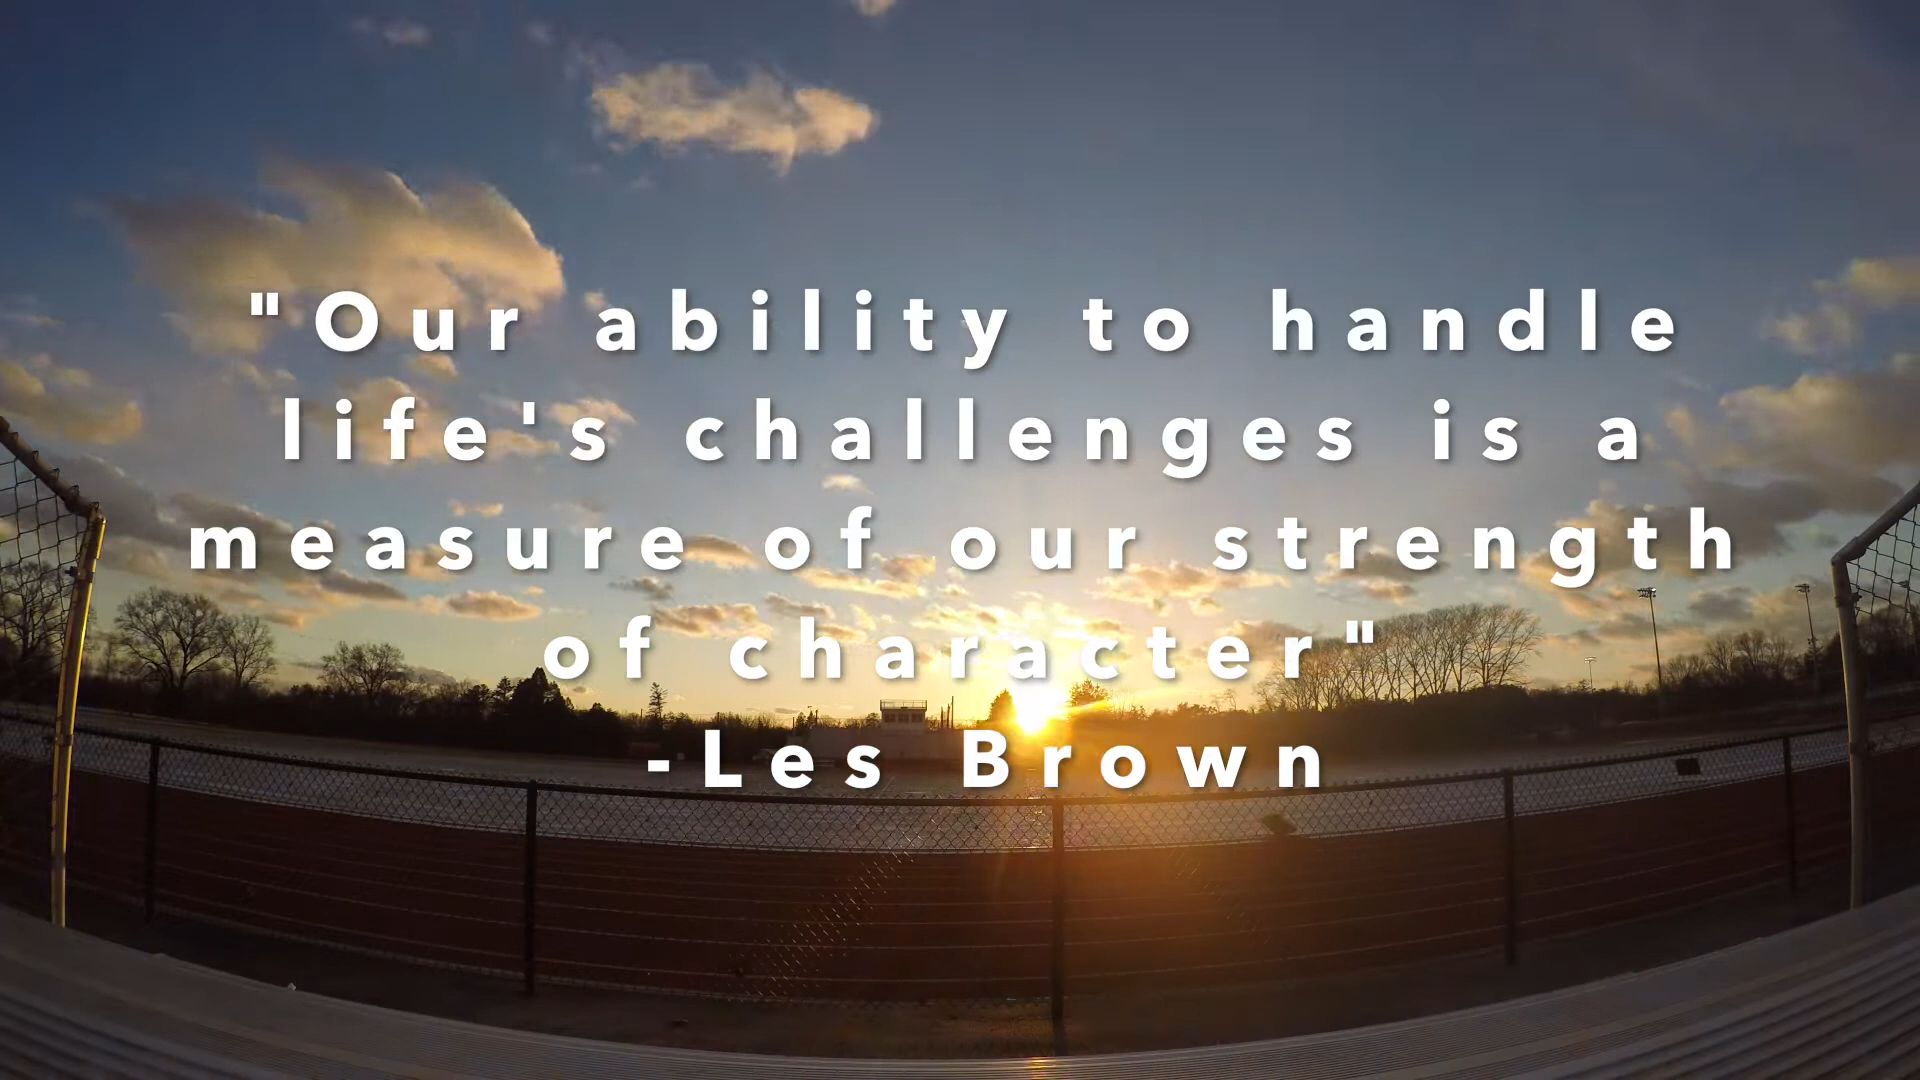 "Our ability to handle
life's challenges is a
measure of our strength
of character"
-Les Brown